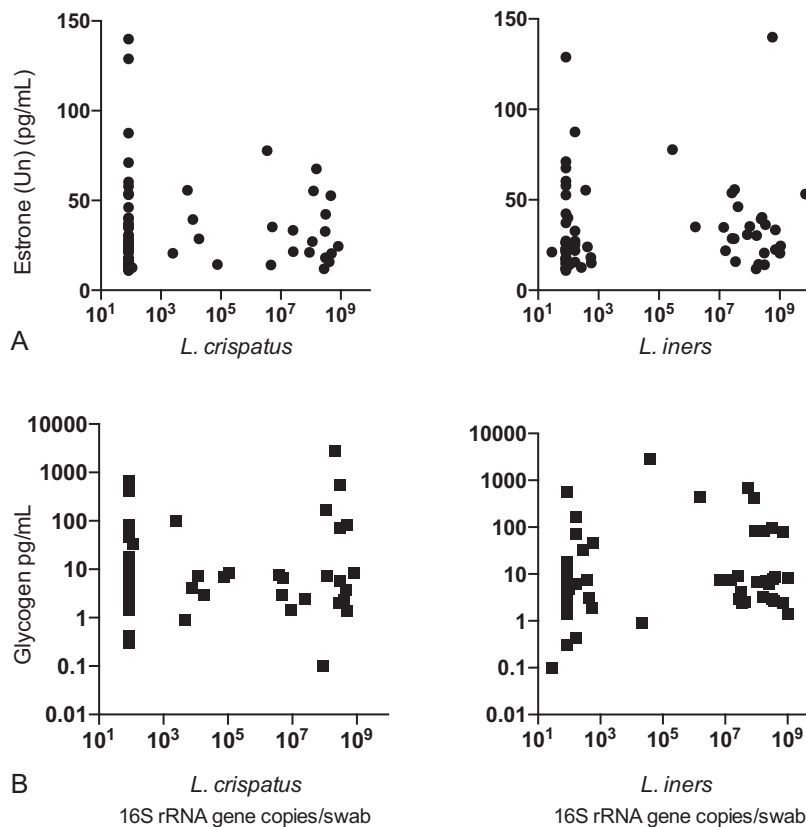 150
100
50
0
Estrone (Un) (pg/mL)
10^1 10^3 10^5 10^7 10^9
A
L. crispatus
150
100
50
0
10^1 10^3 10^5 10^7 10^9
L. iners
10000
1000
100
10
1
0.1
0.01
Glycogen pg/mL
10^1 10^3 10^5 10^7 10^9
B
L. crispatus
16S rRNA gene copies/swab
10000
1000
100
10
1
0.1
0.01
10^1 10^3 10^5 10^7 10^9
L. iners
16S rRNA gene copies/swab